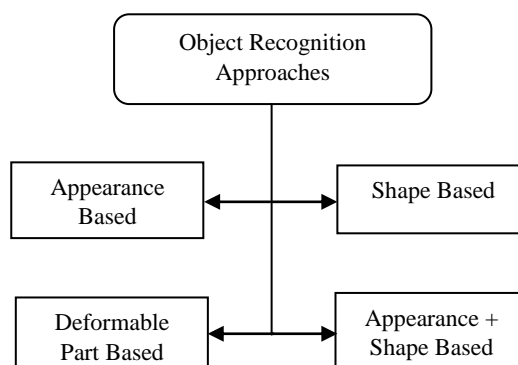 Object Recognition
Approaches
Appearance
Based
Shape Based
Deformable
Part Based
Appearance +
Shape Based